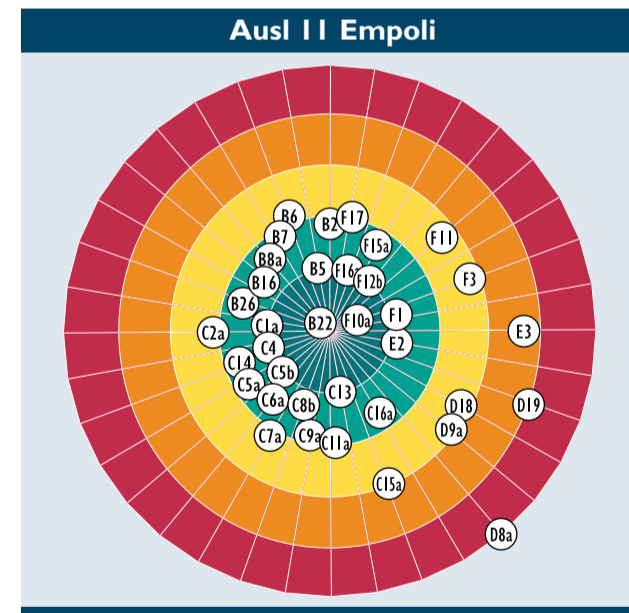 Ausl 11 Empoli
B6
B2
F17
B7
F15a
F11
B8a
B5
F16a
F3
B16
F12b
B26
F1
C2a
C1a
B22
F10a
E3
C4
E2
C14
C5b
C5a
C13
C6a
C8b
D18
D19
C16a
D9a
C7a
C9a
C11a
C15a
D8a